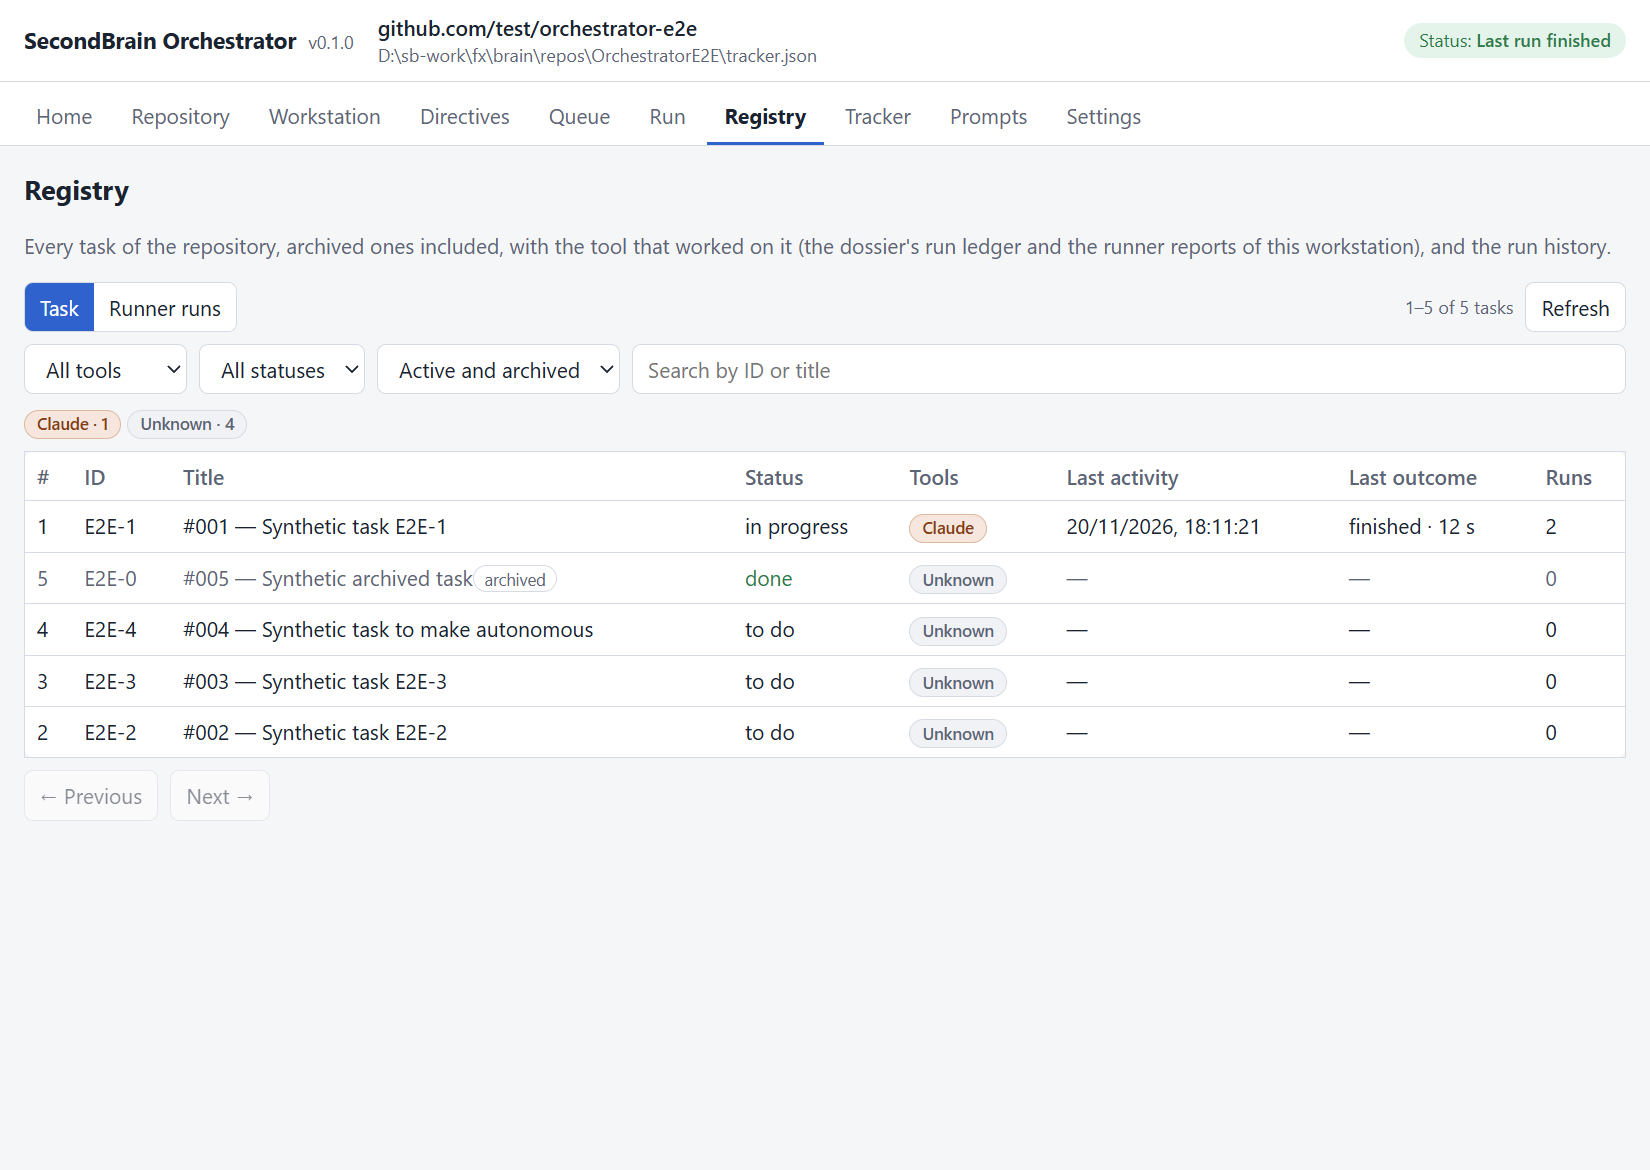 SecondBrain Orchestrator v0.1.0
github.com/test/orchestrator-e2e
D:\sb-work\fx\brain\repos\OrchestratorE2E\tracker.json
Status: Last run finished
Home Repository Workstation Directives Queue Run Registry Tracker Prompts Settings
Registry
Every task of the repository, archived ones included, with the tool that worked on it (the dossier's run ledger and the runner reports of this workstation), and the run history.
Task Runner runs 1–5 of 5 tasks Refresh
All tools All statuses Active and archived Search by ID or title
Claude · 1 Unknown · 4
# ID Title Status Tools Last activity Last outcome Runs
1 E2E-1 #001 — Synthetic task E2E-1 in progress Claude 20/11/2026, 18:11:21 finished · 12 s 2
5 E2E-0 #005 — Synthetic archived task archived done Unknown — — 0
4 E2E-4 #004 — Synthetic task to make autonomous to do Unknown — — 0
3 E2E-3 #003 — Synthetic task E2E-3 to do Unknown — — 0
2 E2E-2 #002 — Synthetic task E2E-2 to do Unknown — — 0
← Previous Next →